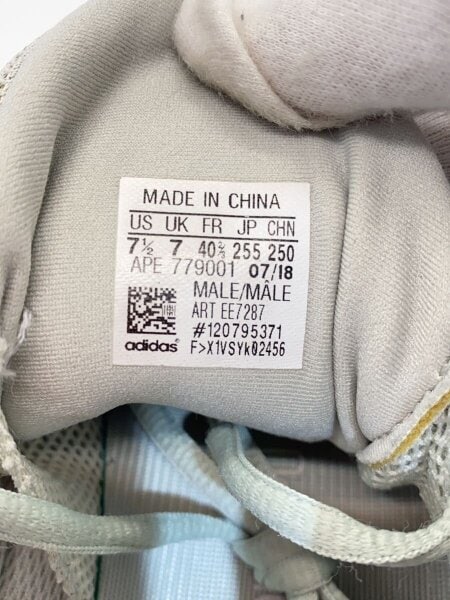 MADE IN CHINA
US UK FR JP CHN
7½ 7 40⅔ 255 250
APE 779001 07/18
MALE/MÂLE
ART EE7287
#120795371
adidas® F>X1VSYk02456